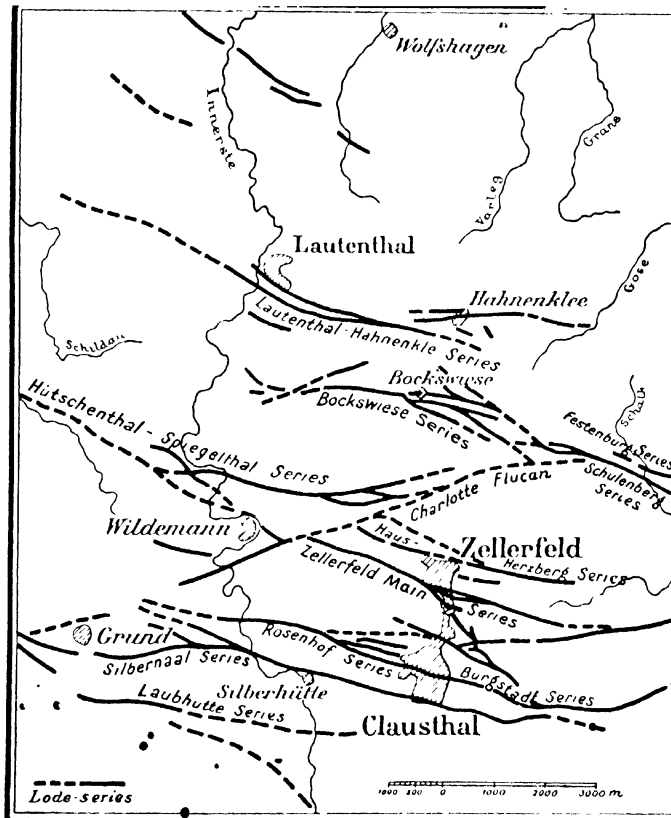 Wolfshagen
Innerste
Grane
Varleg
Lautenthal
Gose
Hahnenklee
Lautenthal-Hahnenkle Series
Schildau
Bockswiese
Bockswiese Series
Schalk
Hütschenthal-Spiegelthal Series
Festenburg Series
Schulenberg Series
Charlotte Flucan
Wildemann
Haus-Herzberg Series
Zellerfeld
Zellerfeld Main Series
Grund
Rosenhof Series
Silbernaal Series
Burgstadt Series
Silberhütte
Laubhutte Series
Clausthal
Lode-series
1000 500 0 1000 2000 3000 m